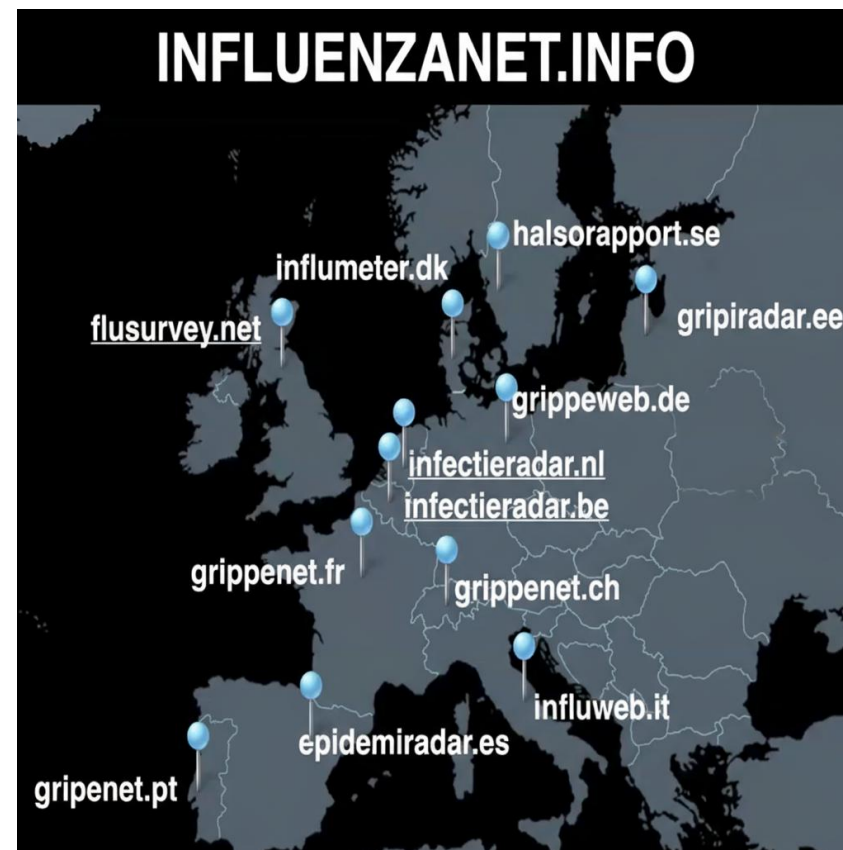 INFLUENZANET.INFO
halsorapport.se
influmeter.dk
gripiradar.ee
flusurvey.net
grippeweb.de
infectieradar.nl
infectieradar.be
grippenet.fr
grippenet.ch
influweb.it
epidemiradar.es
gripenet.pt